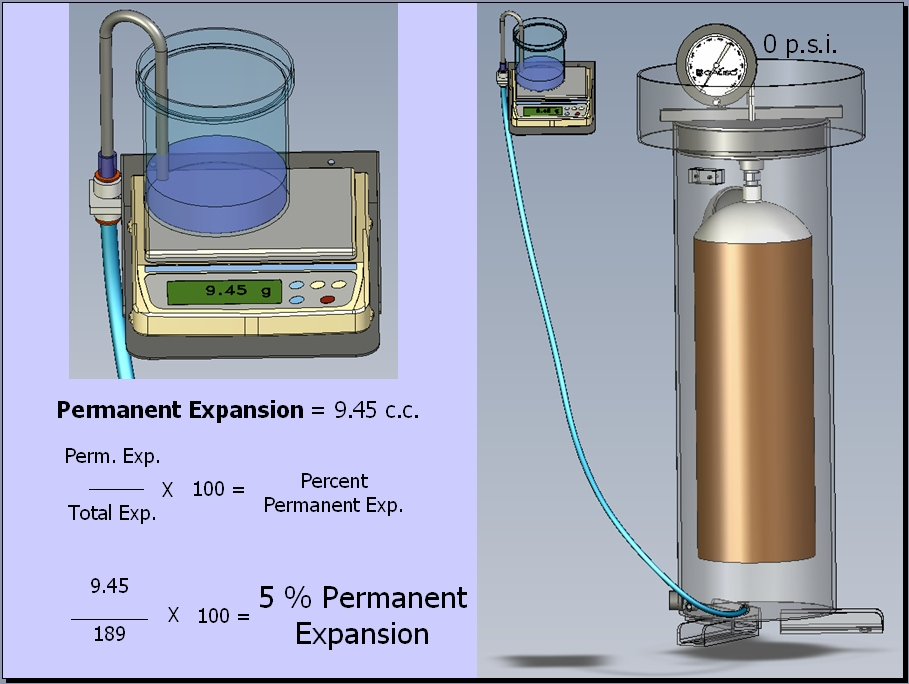 0 p.s.i.
9.45 g
Permanent Expansion = 9.45 c.c.
Perm. Exp.
Total Exp.
X 100 =
Percent
Permanent Exp.
9.45
189
X 100 =
5 % Permanent
Expansion